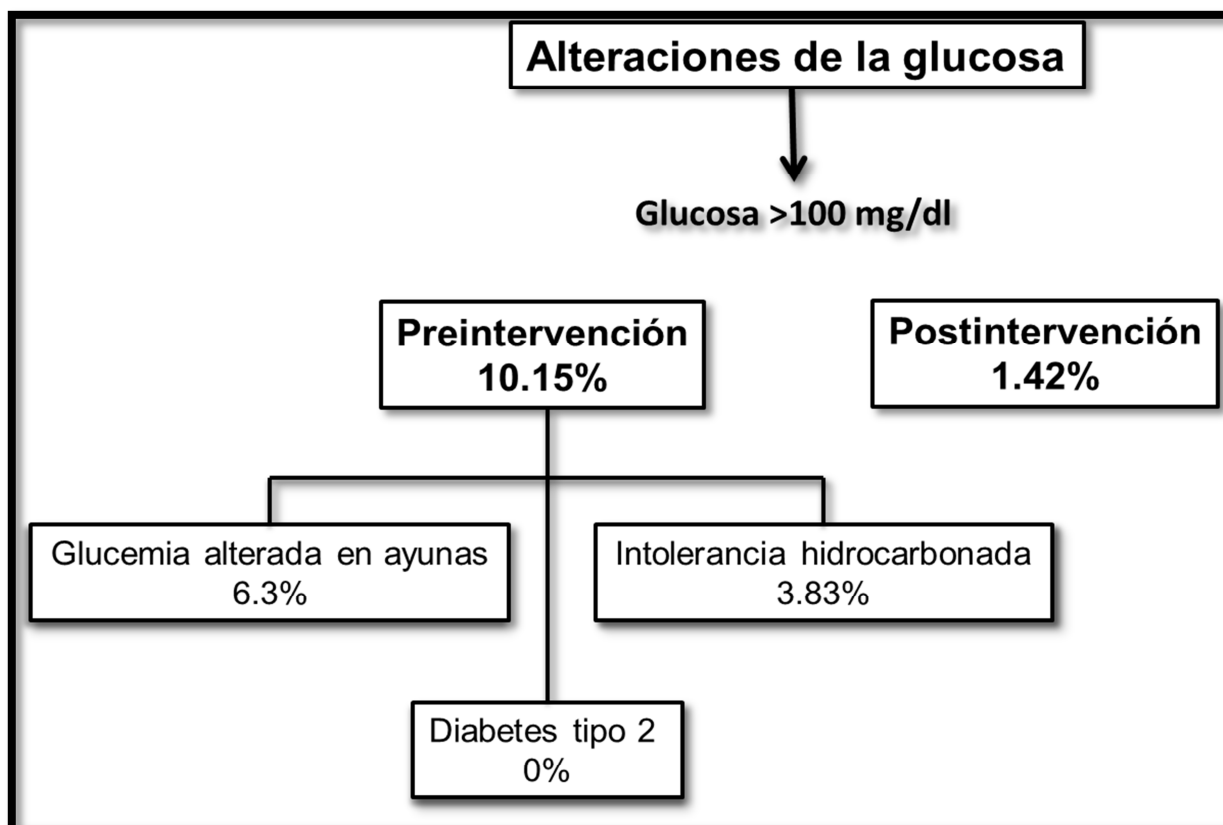 Alteraciones de la glucosa
Glucosa >100 mg/dl
Preintervención
10.15%
Postintervención
1.42%
Glucemia alterada en ayunas
6.3%
Intolerancia hidrocarbonada
3.83%
Diabetes tipo 2
0%